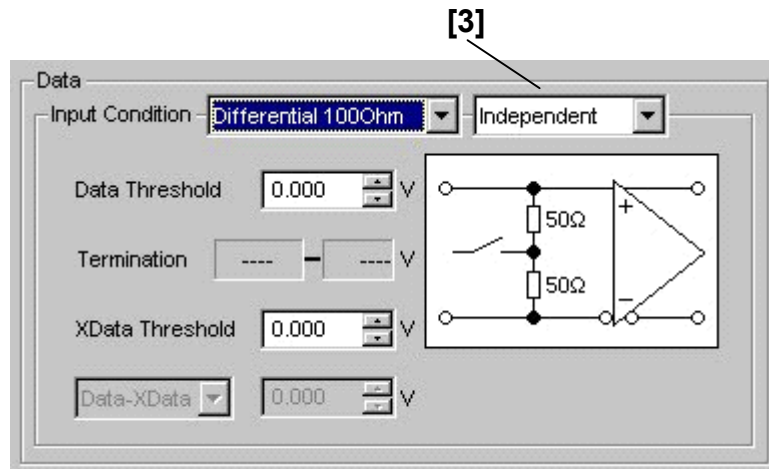 [3]
Data
Input Condition Differential 100Ohm Independent
Data Threshold 0.000 V
50Ω
Termination ---- – ---- V
50Ω
XData Threshold 0.000 V
Data-XData 0.000 V